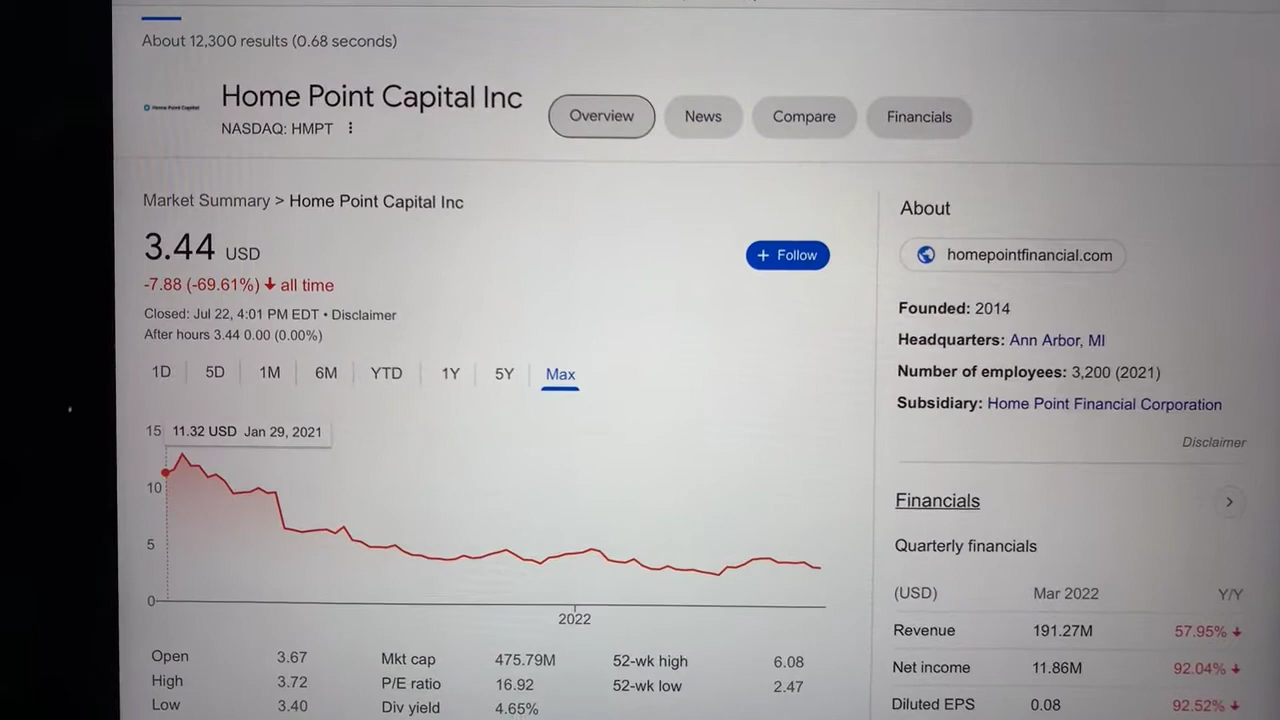 About 12,300 results (0.68 seconds)
Home Point Capital
Home Point Capital Inc
NASDAQ: HMPT
Overview
News
Compare
Financials
Market Summary > Home Point Capital Inc
3.44 USD
+ Follow
-7.88 (-69.61%) ↓ all time
Closed: Jul 22, 4:01 PM EDT • Disclaimer
After hours 3.44 0.00 (0.00%)
1D 5D 1M 6M YTD 1Y 5Y Max
15
11.32 USD Jan 29, 2021
10
5
0
2022
Open 3.67 Mkt cap 475.79M 52-wk high 6.08
High 3.72 P/E ratio 16.92 52-wk low 2.47
Low 3.40 Div yield 4.65%
About
homepointfinancial.com
Founded: 2014
Headquarters: Ann Arbor, MI
Number of employees: 3,200 (2021)
Subsidiary: Home Point Financial Corporation
Disclaimer
Financials
Quarterly financials
(USD) Mar 2022 Y/Y
Revenue 191.27M 57.95% ↓
Net income 11.86M 92.04% ↓
Diluted EPS 0.08 92.52% ↓